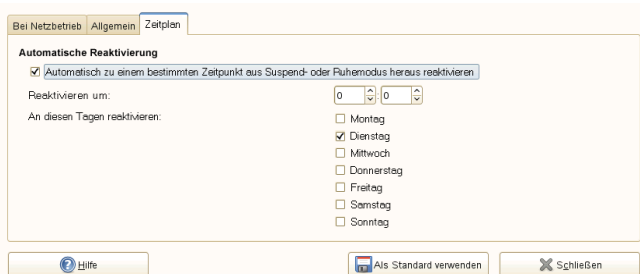 Bei Netzbetrieb Allgemein Zeitplan
Automatische Reaktivierung
Automatisch zu einem bestimmten Zeitpunkt aus Suspend- oder Ruhemodus heraus reaktivieren
Reaktivieren um: 0 : 0
An diesen Tagen reaktivieren: Montag
Dienstag
Mittwoch
Donnerstag
Freitag
Samstag
Sonntag
Hilfe Als Standard verwenden Schließen